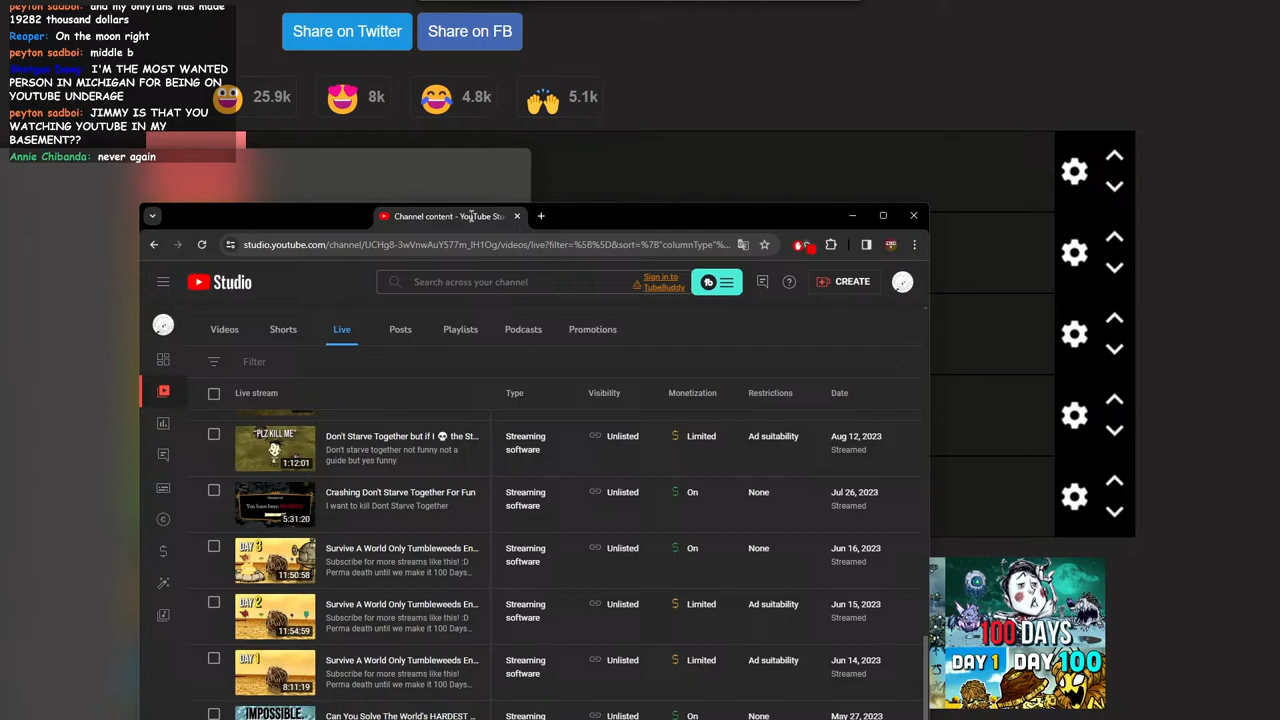 peyton sadboi: and my onlyfans has made
19282 thousand dollars
Reaper: On the moon right
peyton sadboi: middle b
I'M THE MOST WANTED
PERSON IN MICHIGAN FOR BEING ON
YOUTUBE UNDERAGE
peyton sadboi: JIMMY IS THAT YOU
WATCHING YOUTUBE IN MY
BASEMENT??
Annie Chibanda: never again
Share on Twitter
Share on FB
25.9k
8k
4.8k
5.1k
Channel content - YouTube Stu
studio.youtube.com/channel/UCHg8-3wVnwAuY577m_IH1Og/videos/live?filter=%5B%5D&sort=%7B"columnType"%...
Studio
Search across your channel
Sign in to
TubeBuddy
tb
CREATE
Videos
Shorts
Live
Posts
Playlists
Podcasts
Promotions
Filter
Live stream
Type
Visibility
Monetization
Restrictions
Date
"PLZ KILL ME"
1:12:01
Don't Starve Together but if I 💀 the St...
Don't starve together not funny not a
guide but yes funny
Streaming
software
Unlisted
Limited
Ad suitability
Aug 12, 2023
Streamed
5:31:20
Crashing Don't Starve Together For Fun
I want to kill Dont Starve Together
Streaming
software
Unlisted
On
None
Jul 26, 2023
Streamed
DAY 3
11:50:58
Survive A World Only Tumbleweeds En...
Subscribe for more streams like this! :D
Perma death until we make it 100 Days...
Streaming
software
Unlisted
On
None
Jun 16, 2023
Streamed
DAY 2
11:54:59
Survive A World Only Tumbleweeds En...
Subscribe for more streams like this! :D
Perma death until we make it 100 Days...
Streaming
software
Unlisted
Limited
Ad suitability
Jun 15, 2023
Streamed
DAY 1
8:11:19
Survive A World Only Tumbleweeds En...
Subscribe for more streams like this!
Perma death until we make it 100 Days...
Streaming
software
Unlisted
Limited
Ad suitability
Jun 14, 2023
Streamed
IMPOSSIBLE.
Can You Solve The World's HARDEST ...
Streaming
Unlisted
On
None
May 27, 2023
100 DAYS
DAY 1
DAY 100